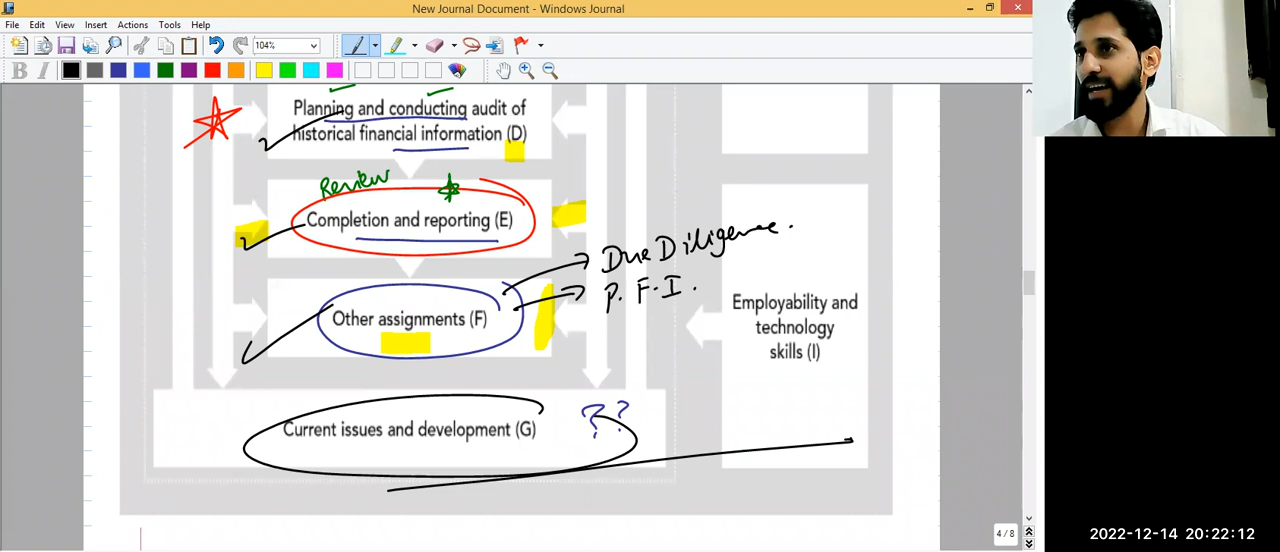 New Journal Document - Windows Journal
File Edit View Insert Actions Tools Help
104%
B I
Planning and conducting audit of
historical financial information (D)
Review
Completion and reporting (E)
Due Diligence.
P. F. I.
Other assignments (F)
Employability and
technology
skills (I)
Current issues and development (G)
? ?
4 / 8
2022-12-14 20:22:12